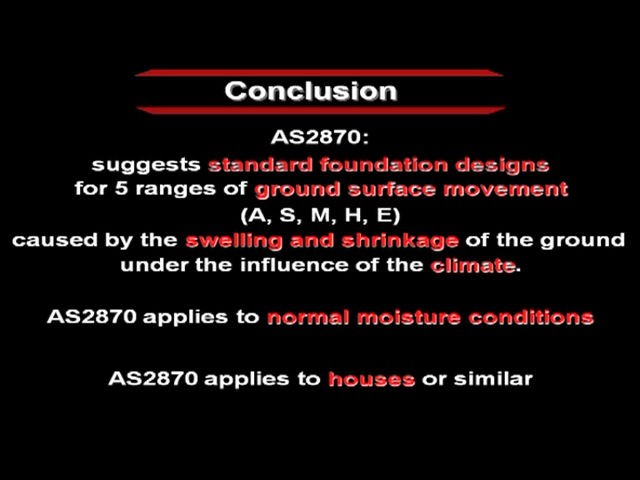 Conclusion
AS2870:
suggests standard foundation designs
for 5 ranges of ground surface movement
(A, S, M, H, E)
caused by the swelling and shrinkage of the ground
under the influence of the climate.
AS2870 applies to normal moisture conditions
AS2870 applies to houses or similar